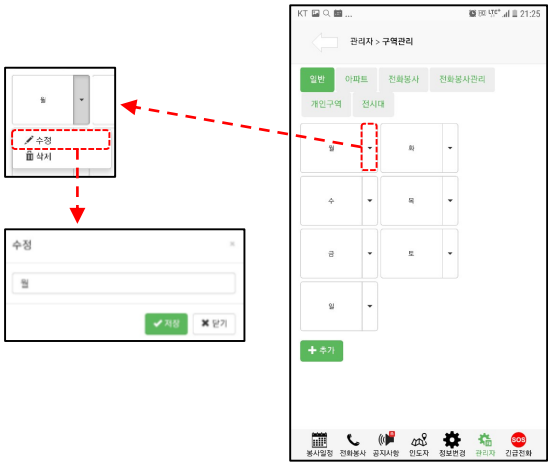 월
수정
삭제
수정
×
월
저장
닫기
KT
...
LTE+
21:25
관리자 > 구역관리
일반 아파트 전화봉사 전화봉사관리
개인구역 전시대
월 화
수 목
금 토
일
추가
봉사일정 전화봉사 공지사항 인도자 정보변경 관리자 긴급전화
SOS